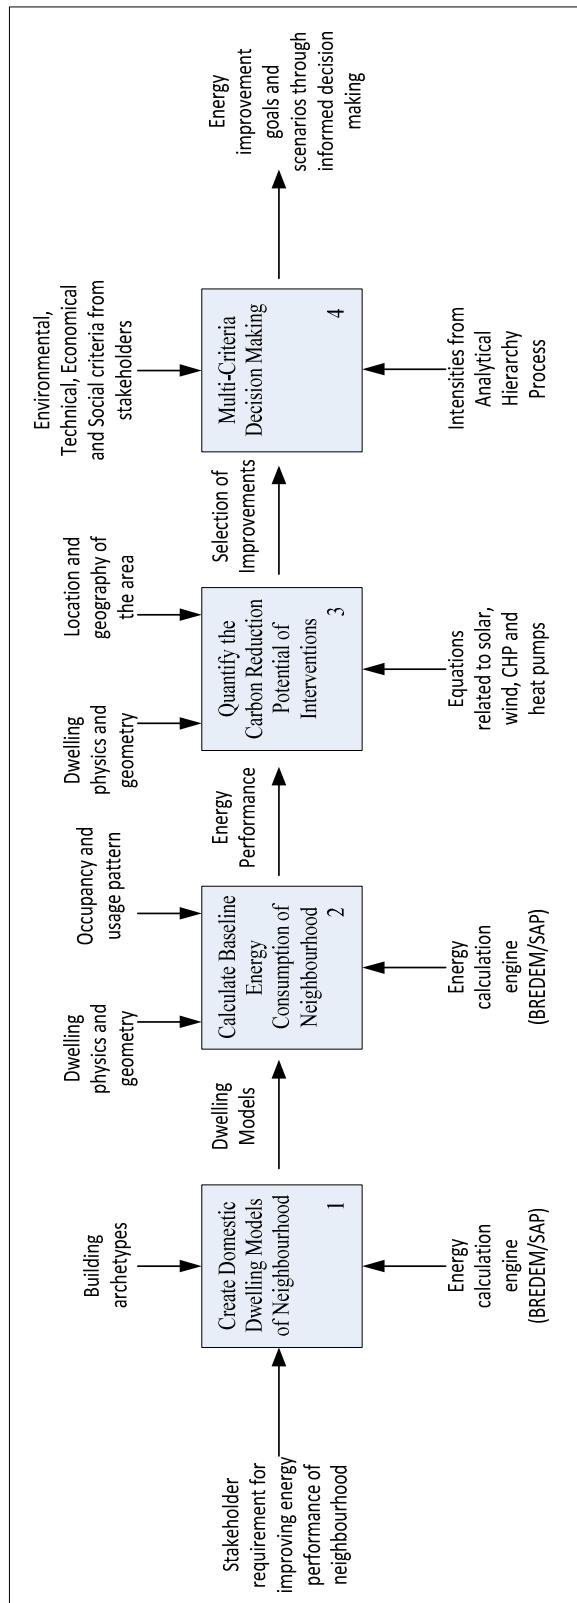 Stakeholder
requirement for
improving energy
performance of
neighbourhood
Building
archetypes
Create Domestic
Dwelling Models
of Neighbourhood
1
Energy
calculation
engine
(BREDEM/SAP)
Dwelling
Models
Dwelling
physics and
geometry
Occupancy and
usage pattern
Calculate Baseline
Energy
Consumption of
Neighbourhood
2
Energy
calculation
engine
(BREDEM/SAP)
Energy
Performance
Dwelling
physics and
geometry
Location and
geography of
the area
Quantify the
Carbon Reduction
Potential of
Interventions
3
Equations
related to solar,
wind, CHP and
heat pumps
Selection of
Improvements
Environmental,
Technical, Economical
and Social criteria from
stakeholders
Multi-Criteria
Decision Making
4
Intensities from
Analytical
Hierarchy
Process
Energy
improvement
goals and
scenarios through
informed decision
making